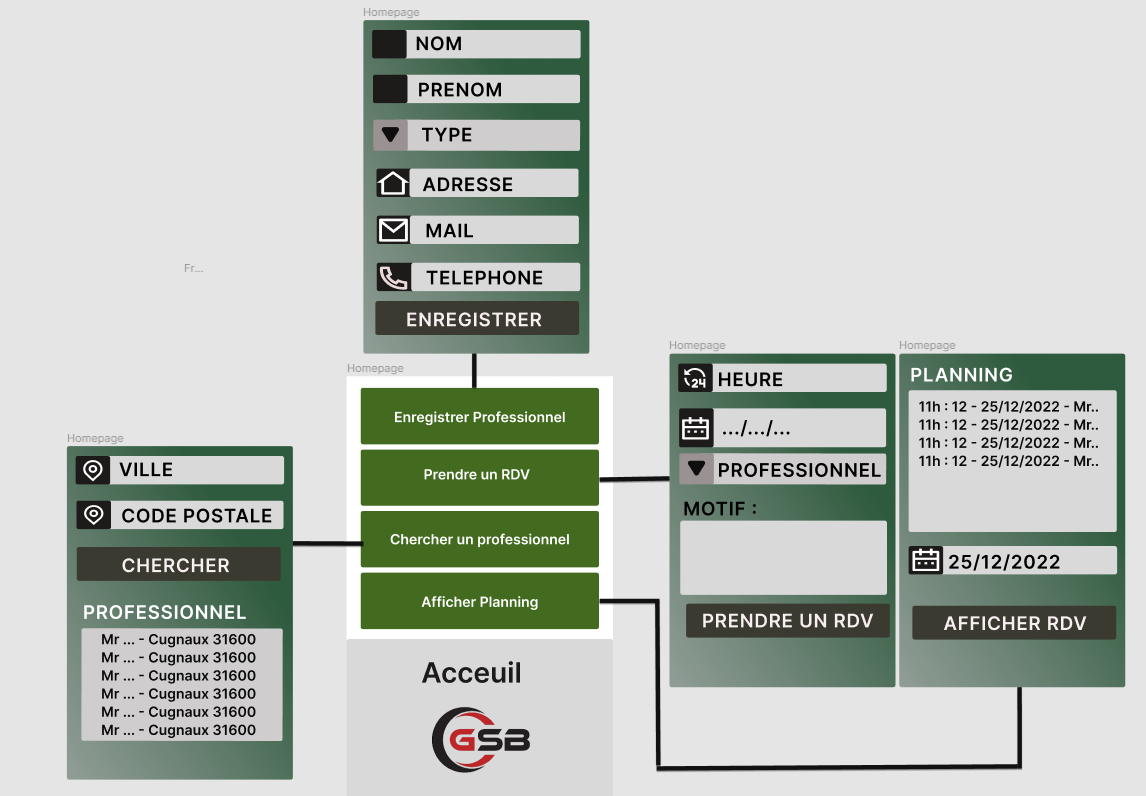 Homepage
NOM
PRENOM
TYPE
ADRESSE
MAIL
TELEPHONE
ENREGISTRER
Fr...
Homepage
Enregistrer Professionnel
Prendre un RDV
Chercher un professionnel
Afficher Planning
Acceuil
GSB
Homepage
VILLE
CODE POSTALE
CHERCHER
PROFESSIONNEL
Mr ... - Cugnaux 31600
Mr ... - Cugnaux 31600
Mr ... - Cugnaux 31600
Mr ... - Cugnaux 31600
Mr ... - Cugnaux 31600
Mr ... - Cugnaux 31600
Homepage
24
HEURE
.../.../...
PROFESSIONNEL
MOTIF :
PRENDRE UN RDV
Homepage
PLANNING
11h : 12 - 25/12/2022 - Mr..
11h : 12 - 25/12/2022 - Mr..
11h : 12 - 25/12/2022 - Mr..
11h : 12 - 25/12/2022 - Mr..
25/12/2022
AFFICHER RDV